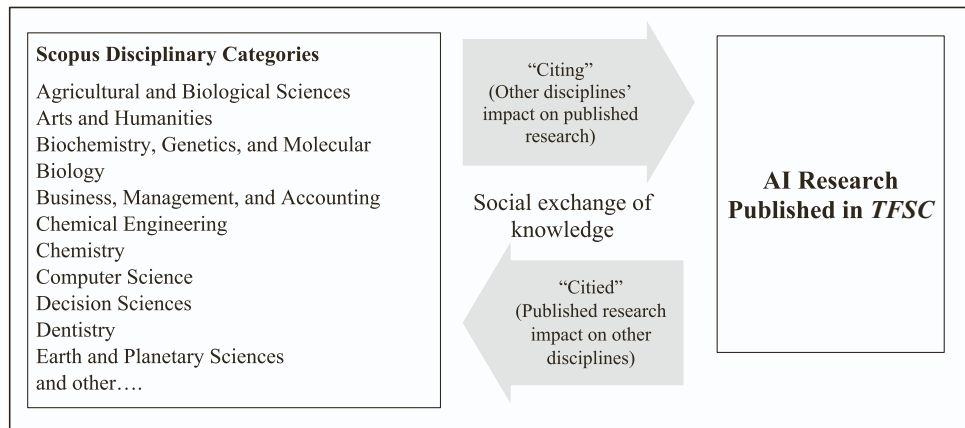 Scopus Disciplinary Categories
Agricultural and Biological Sciences
Arts and Humanities
Biochemistry, Genetics, and Molecular
Biology
Business, Management, and Accounting
Chemical Engineering
Chemistry
Computer Science
Decision Sciences
Dentistry
Earth and Planetary Sciences
and other….
“Citing”
(Other disciplines’
impact on published
research)
Social exchange of
knowledge
“Citied”
(Published research
impact on other
disciplines)
AI Research
Published in TFSC